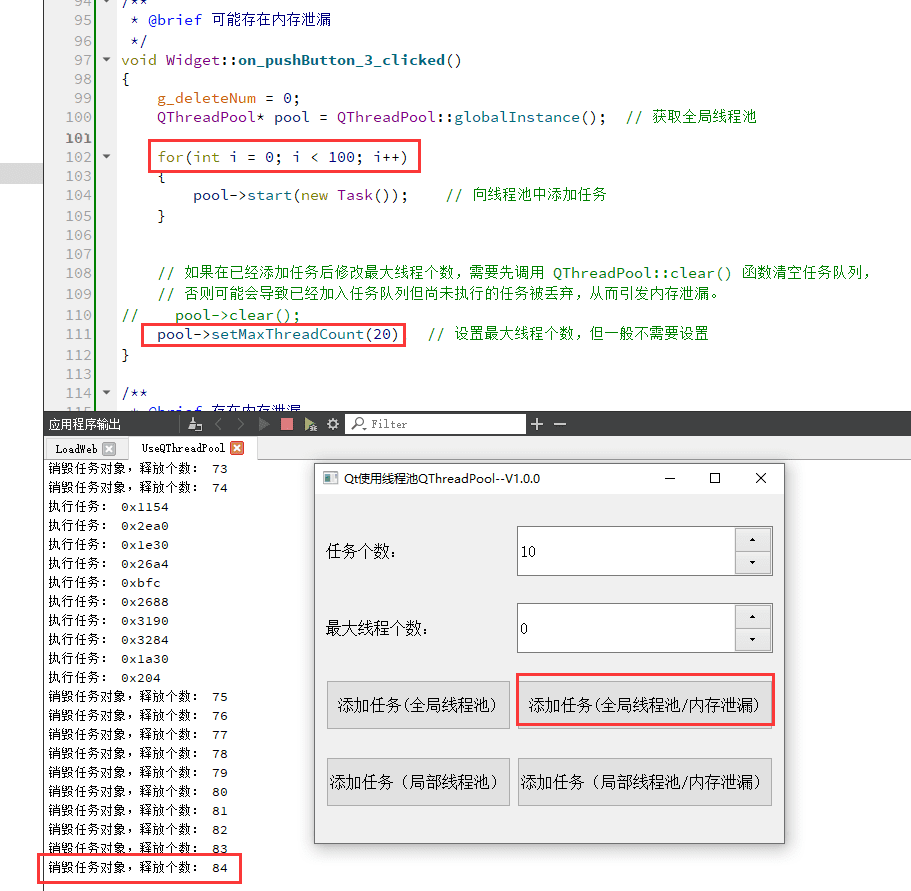 94 /**
95 * @brief 可能存在内存泄漏
96 */
97 void Widget::on_pushButton_3_clicked()
98 {
99 g_deleteNum = 0;
100 QThreadPool* pool = QThreadPool::globalInstance(); // 获取全局线程池
101
102 for(int i = 0; i < 100; i++)
103 {
104 pool->start(new Task()); // 向线程池中添加任务
105 }
106
107
108 // 如果在已经添加任务后修改最大线程个数，需要先调用 QThreadPool::clear() 函数清空任务队列，
109 // 否则可能会导致已经加入任务队列但尚未执行的任务被丢弃，从而引发内存泄漏。
110 // pool->clear();
111 pool->setMaxThreadCount(20) // 设置最大线程个数，但一般不需要设置
112 }
113
114 /**
115 * @brief 存在内存泄漏
应用程序输出
Filter
LoadWeb
UseQThreadPool
销毁任务对象，释放个数： 73
销毁任务对象，释放个数： 74
执行任务： 0x1154
执行任务： 0x2ea0
执行任务： 0x1e30
执行任务： 0x26a4
执行任务： 0xbfc
执行任务： 0x2688
执行任务： 0x3190
执行任务： 0x3284
执行任务： 0x1a30
执行任务： 0x204
销毁任务对象，释放个数： 75
销毁任务对象，释放个数： 76
销毁任务对象，释放个数： 77
销毁任务对象，释放个数： 78
销毁任务对象，释放个数： 79
销毁任务对象，释放个数： 80
销毁任务对象，释放个数： 81
销毁任务对象，释放个数： 82
销毁任务对象，释放个数： 83
销毁任务对象，释放个数： 84
Qt使用线程池QThreadPool--V1.0.0
任务个数：
10
最大线程个数：
0
添加任务(全局线程池)
添加任务(全局线程池/内存泄漏)
添加任务（局部线程池）
添加任务（局部线程池/内存泄漏）